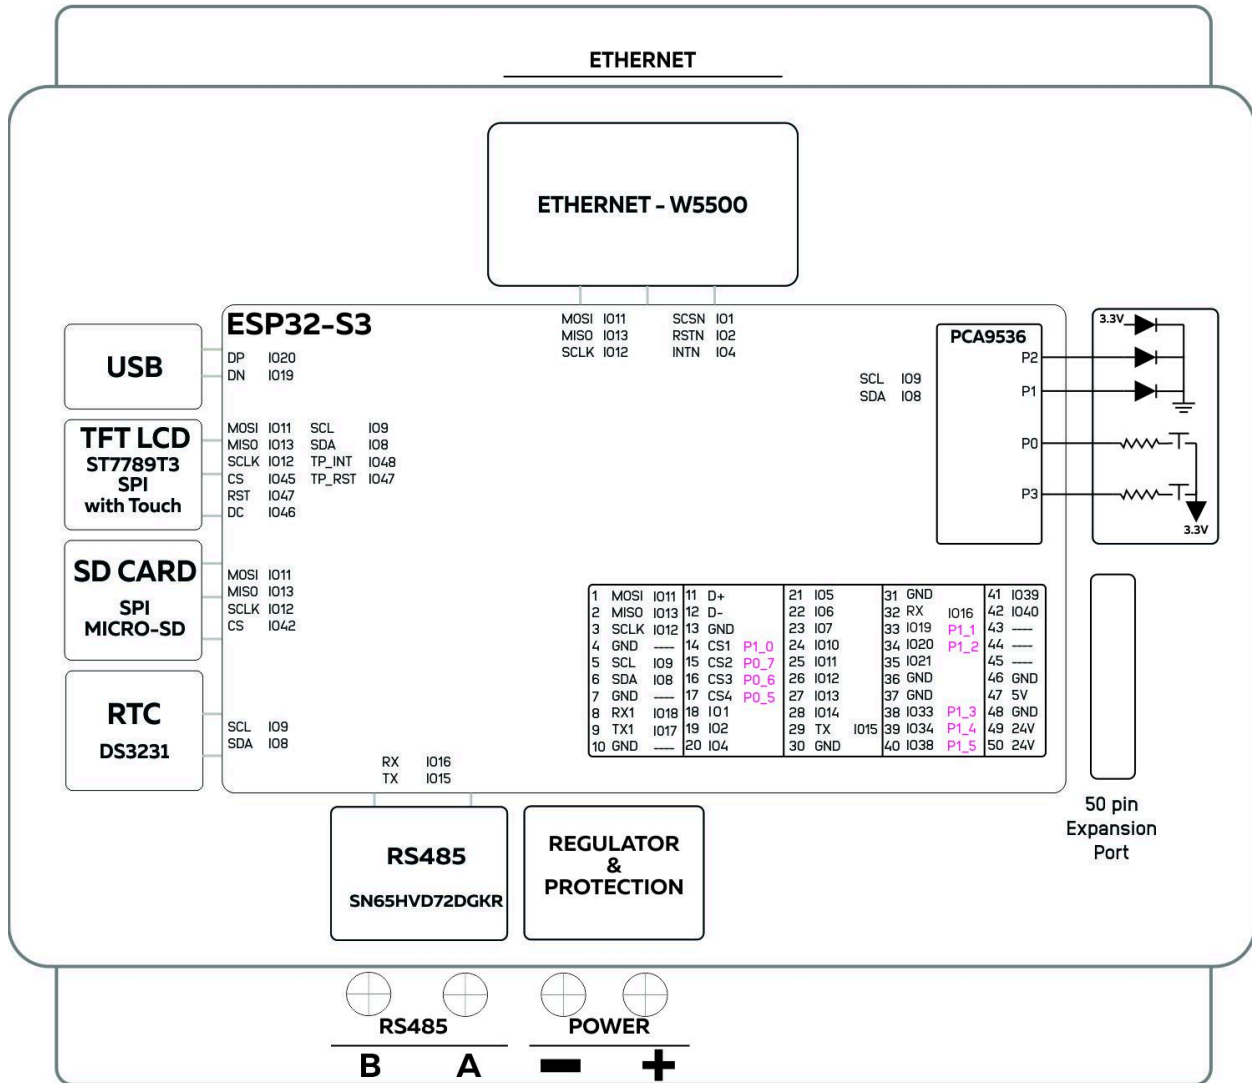 ETHERNET
ETHERNET - W5500
ESP32-S3
MOSI IO11 SCSN IO1
MISO IO13 RSTN IO2
SCLK IO12 INTN IO4
USB
DP IO20
DN IO19
TFT LCD
ST7789T3
SPI
with Touch
MOSI IO11 SCL IO9
MISO IO13 SDA IO8
SCLK IO12 TP_INT IO48
CS IO45 TP_RST IO47
RST IO47
DC IO46
SD CARD
SPI
MICRO-SD
MOSI IO11
MISO IO13
SCLK IO12
CS IO42
RTC
DS3231
SCL IO9
SDA IO8
SCL IO9
SDA IO8
PCA9536
P2
P1
P0
P3
3.3V
3.3V
1 MOSI IO11 11 D+ 21 IO5 31 GND 41 IO39
2 MISO IO13 12 D- 22 IO6 32 RX IO16 42 IO40
3 SCLK IO12 13 GND 23 IO7 33 IO19 P1_1 43 ----
4 GND ---- 14 CS1 P1_0 24 IO10 34 IO20 P1_2 44 ----
5 SCL IO9 15 CS2 P0_7 25 IO11 35 IO21 45 ----
6 SDA IO8 16 CS3 P0_6 26 IO12 36 GND 46 GND
7 GND ---- 17 CS4 P0_5 27 IO13 37 GND 47 5V
8 RX1 IO18 18 IO1 28 IO14 38 IO33 P1_3 48 GND
9 TX1 IO17 19 IO2 29 TX IO15 39 IO34 P1_4 49 24V
10 GND ---- 20 IO4 30 GND 40 IO38 P1_5 50 24V
RX IO16
TX IO15
50 pin
Expansion
Port
RS485
SN65HVD72DGKR
REGULATOR
&
PROTECTION
RS485
B A
POWER
− +